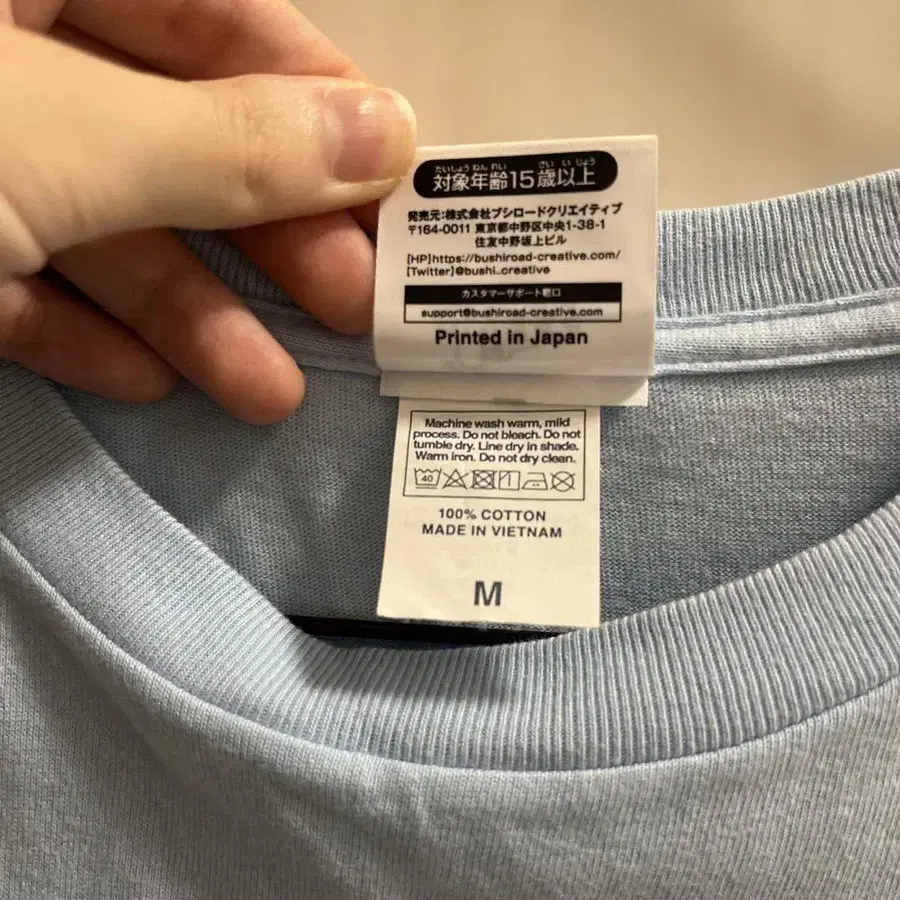 たいしょうねんれい さいいじょう
対象年齢15歳以上
発売元:株式会社ブシロードクリエイティブ
〒164-0011 東京都中野区中央1-38-1
住友中野坂上ビル
[HP]https://bushiroad-creative.com/
[Twitter]@bushi_creative
カスタマーサポート窓口
support@bushiroad-creative.com
Printed in Japan
Machine wash warm, mild
process. Do not bleach. Do not
tumble dry. Line dry in shade.
Warm iron. Do not dry clean.
40
100% COTTON
MADE IN VIETNAM
M